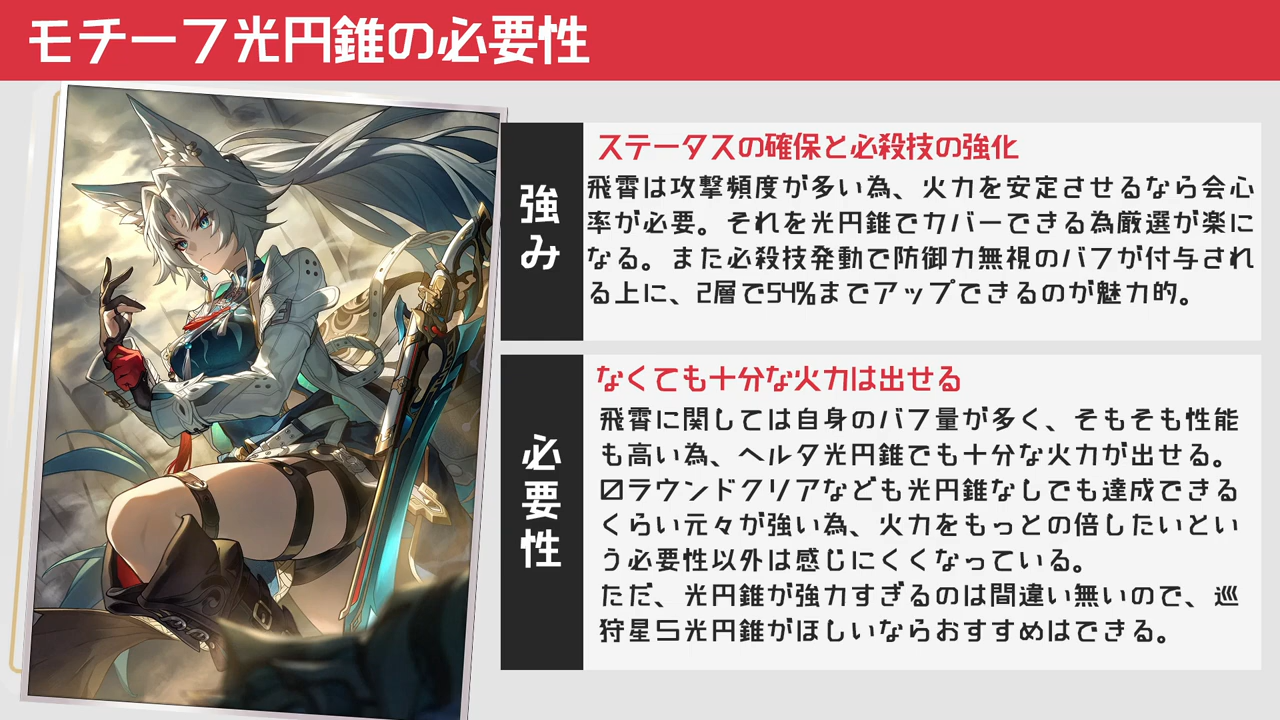 モチーフ光円錐の必要性
強み
ステータスの確保と必殺技の強化
飛霄は攻撃頻度が多い為、火力を安定させるなら会心
率が必要。それを光円錐でカバーできる為厳選が楽に
なる。また必殺技発動で防御力無視のバフが付与され
る上に、2層で54%までアップできるのが魅力的。
必要性
なくても十分な火力は出せる
飛霄に関しては自身のバフ量が多く、そもそも性能
も高い為、ヘルタ光円錐でも十分な火力が出せる。
0ラウンドクリアなども光円錐なしでも達成できる
くらい元々が強い為、火力をもっとの倍したいとい
う必要性以外は感じにくくなっている。
ただ、光円錐が強力すぎるのは間違い無いので、巡
狩星5光円錐がほしいならおすすめはできる。